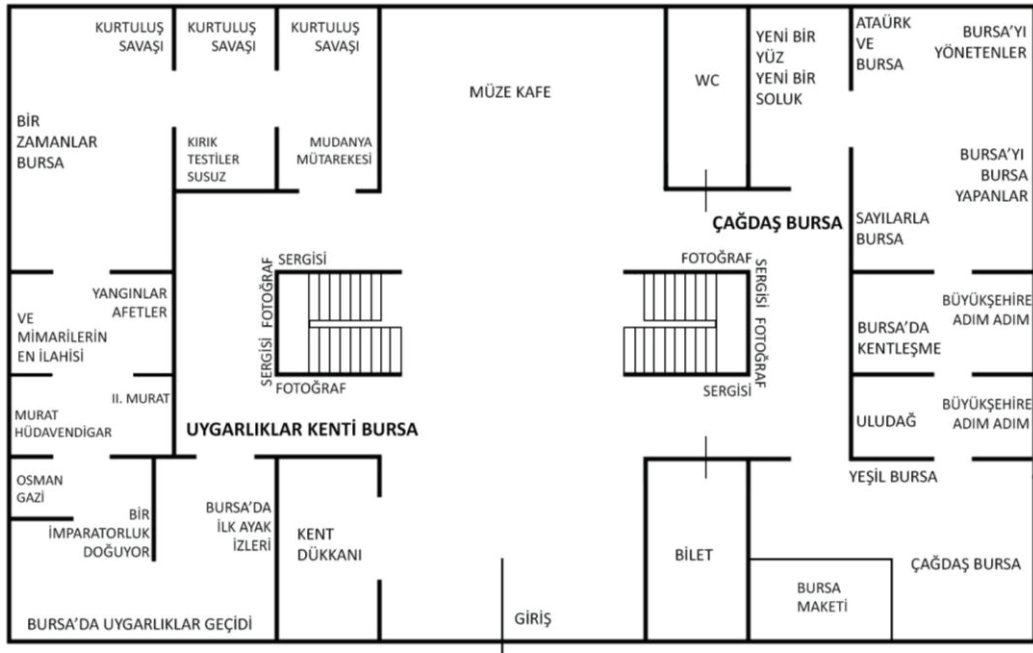 KURTULUŞ
SAVAŞI
KURTULUŞ
SAVAŞI
KURTULUŞ
SAVAŞI
BİR
ZAMANLAR
BURSA
KIRIK
TESTİLER
SUSUZ
MUDANYA
MÜTAREKESİ
MÜZE KAFE
WC
YENİ BİR
YÜZ
YENİ BİR
SOLUK
ATAÜRK
VE
BURSA
BURSA'YI
YÖNETENLER
BURSA'YI
BURSA
YAPANLAR
SAYILARLA
BURSA
ÇAĞDAŞ BURSA
SERGİSİ
SERGİSİ FOTOĞRAF
FOTOĞRAF
FOTOĞRAF
SERGİSİ FOTOĞRAF
SERGİSİ
YANGINLAR
AFETLER
VE
MİMARİLERİN
EN İLAHİSİ
II. MURAT
MURAT
HÜDAVENDİGAR
UYGARLIKLAR KENTİ BURSA
BURSA'DA
KENTLEŞME
BÜYÜKŞEHİRE
ADIM ADIM
ULUDAĞ
BÜYÜKŞEHİRE
ADIM ADIM
YEŞİL BURSA
OSMAN
GAZİ
BİR
İMPARATORLUK
DOĞUYOR
BURSA'DA
İLK AYAK
İZLERİ
KENT
DÜKKANI
BURSA'DA UYGARLIKLAR GEÇİDİ
GİRİŞ
BİLET
BURSA
MAKETİ
ÇAĞDAŞ BURSA